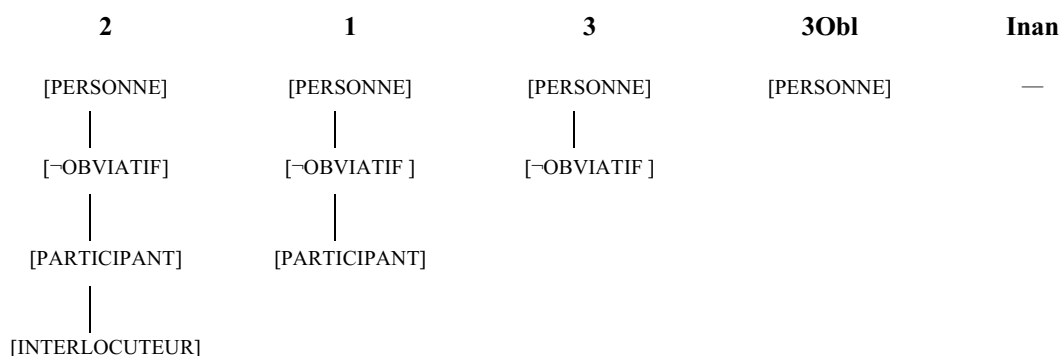 2 1 3 3Obl Inan
[PERSONNE] [PERSONNE] [PERSONNE] [PERSONNE] —
[¬OBVIATIF] [¬OBVIATIF ] [¬OBVIATIF ]
[PARTICIPANT] [PARTICIPANT]
[INTERLOCUTEUR]